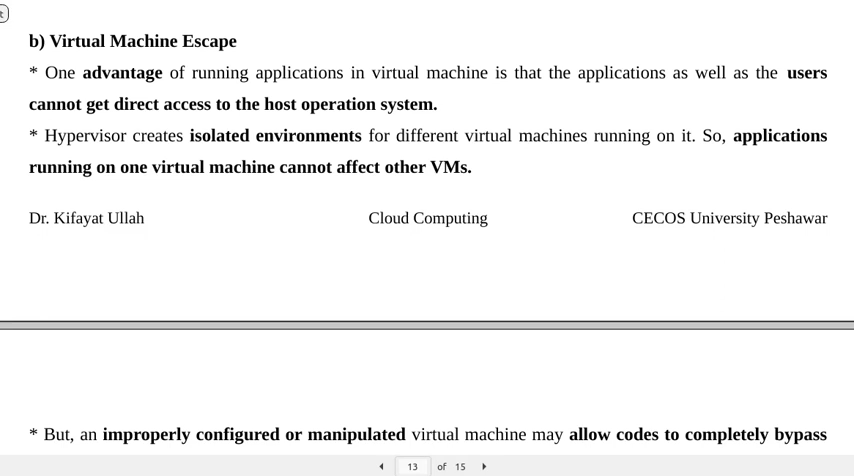 b) Virtual Machine Escape
* One advantage of running applications in virtual machine is that the applications as well as the users
cannot get direct access to the host operation system.
* Hypervisor creates isolated environments for different virtual machines running on it. So, applications
running on one virtual machine cannot affect other VMs.
Dr. Kifayat Ullah Cloud Computing CECOS University Peshawar
* But, an improperly configured or manipulated virtual machine may allow codes to completely bypass
13 of 15